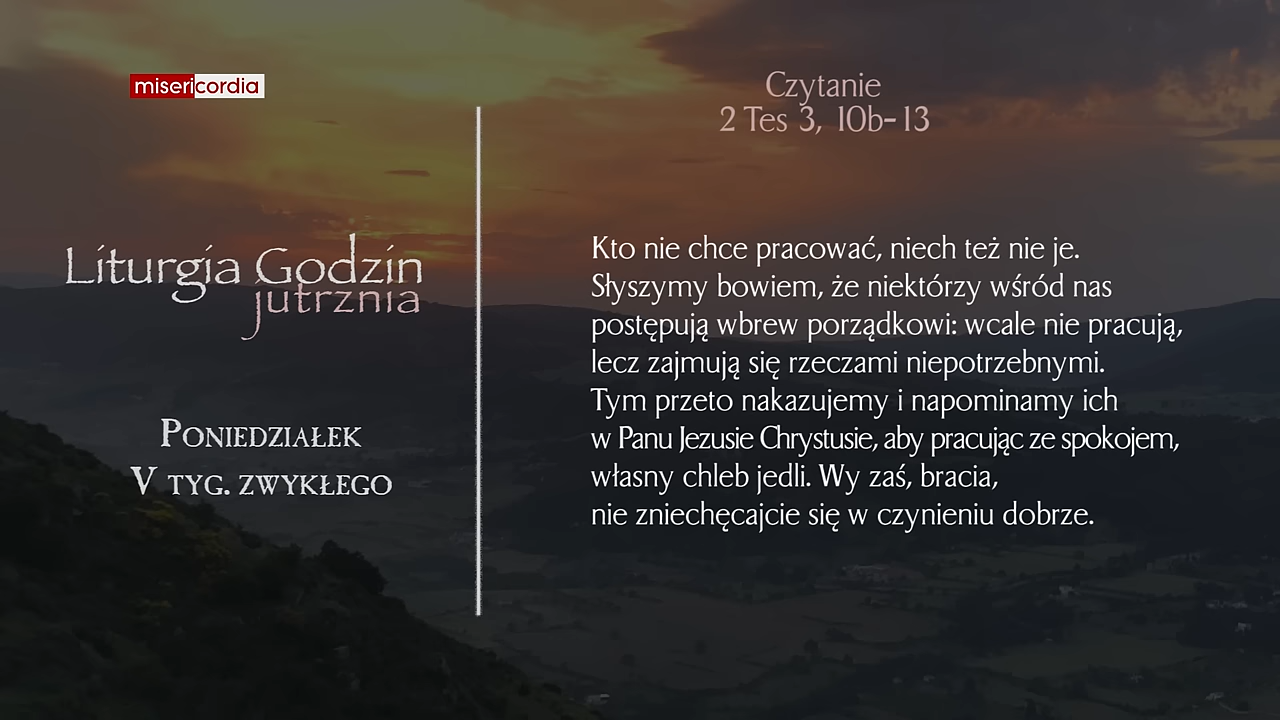 misericordia
Liturgia Godzin
jutrznia
Poniedziałek
V tyg. zwykłego
Czytanie
2 Tes 3, 10b-13
Kto nie chce pracować, niech też nie je.
Słyszymy bowiem, że niektórzy wśród nas
postępują wbrew porządkowi: wcale nie pracują,
lecz zajmują się rzeczami niepotrzebnymi.
Tym przeto nakazujemy i napominamy ich
w Panu Jezusie Chrystusie, aby pracując ze spokojem,
własny chleb jedli. Wy zaś, bracia,
nie zniechęcajcie się w czynieniu dobrze.